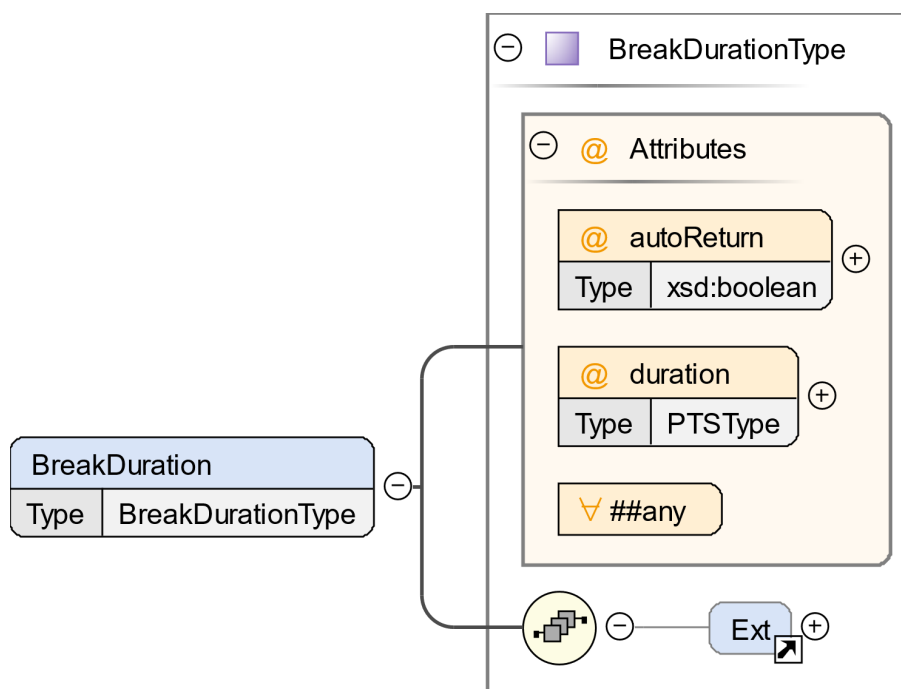 BreakDurationType
@ Attributes
@ autoReturn
Type xsd:boolean
@ duration
Type PTSType
BreakDuration
Type BreakDurationType
∀ ##any
Ext